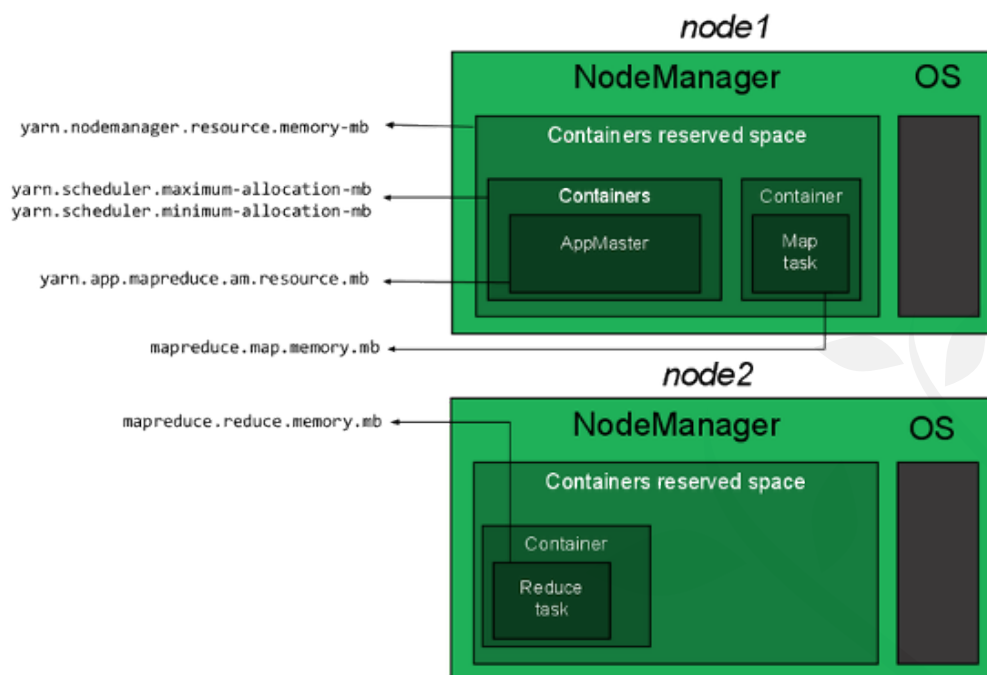 node1
NodeManager
OS
yarn.nodemanager.resource.memory-mb
Containers reserved space
yarn.scheduler.maximum-allocation-mb
yarn.scheduler.minimum-allocation-mb
Containers
Container
AppMaster
Map
task
yarn.app.mapreduce.am.resource.mb
mapreduce.map.memory.mb
node2
mapreduce.reduce.memory.mb
NodeManager
OS
Containers reserved space
Container
Reduce
task